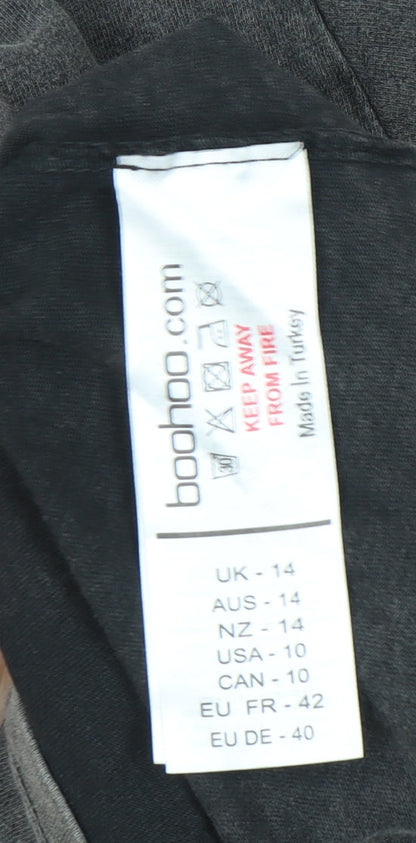 boohoo.com
30
KEEP AWAY
FROM FIRE
Made In Turkey
UK - 14
AUS - 14
NZ - 14
USA - 10
CAN - 10
EU FR - 42
EU DE - 40